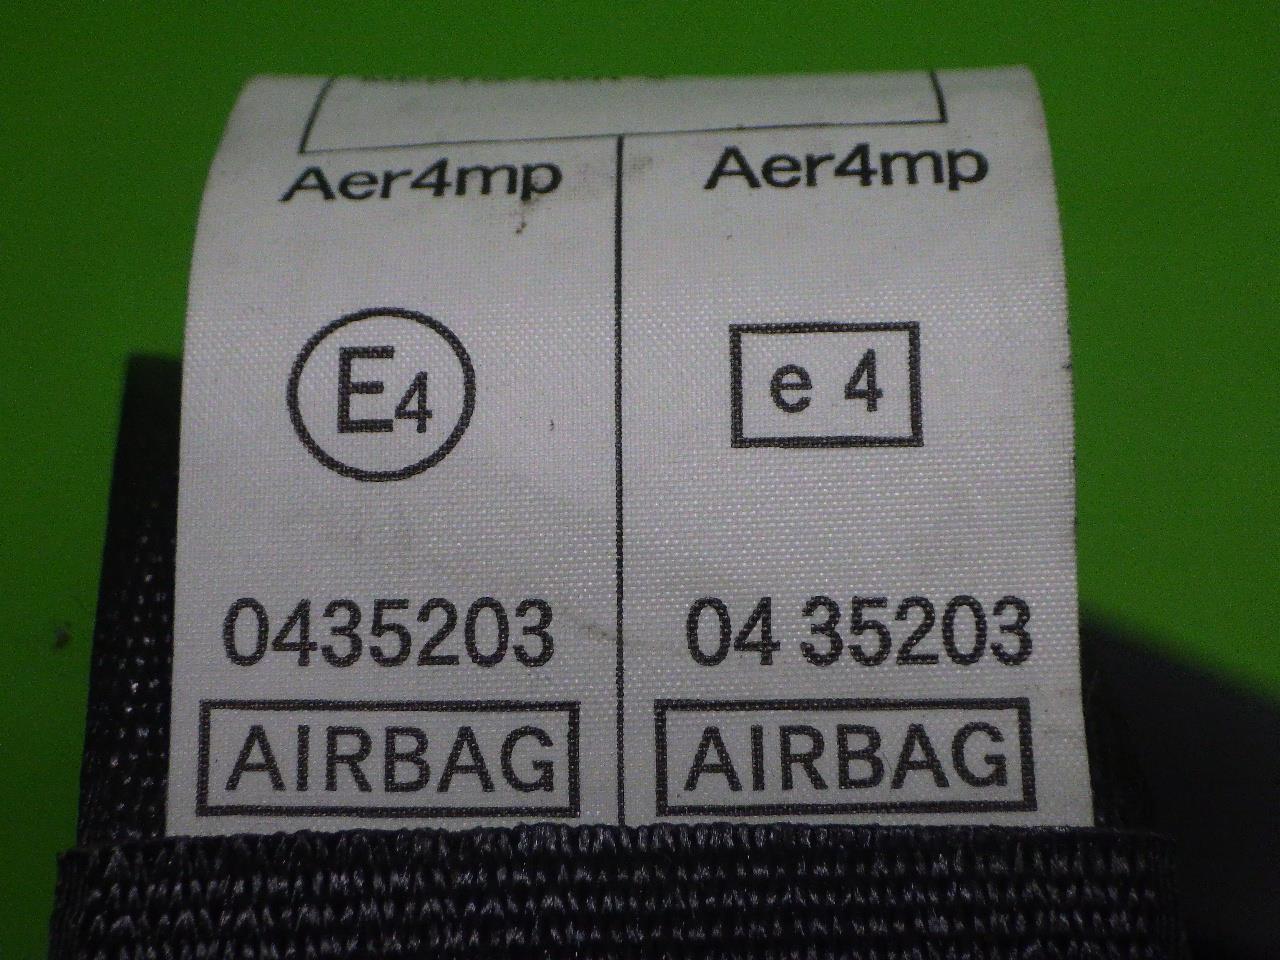 Aer4mp Aer4mp
E4 e 4
0435203 04 35203
AIRBAG AIRBAG